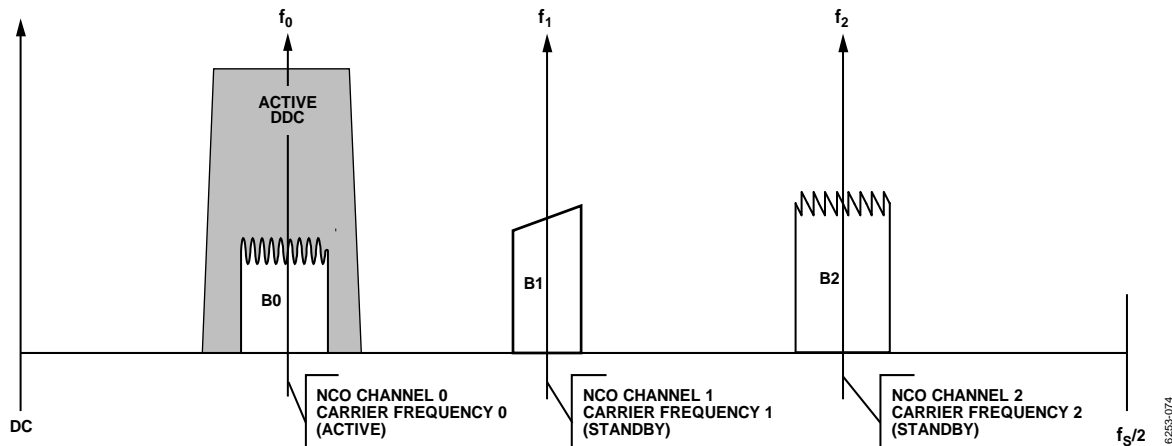 f0
f1
f2
ACTIVE
DDC
B0
B1
B2
NCO CHANNEL 0
CARRIER FREQUENCY 0
(ACTIVE)
NCO CHANNEL 1
CARRIER FREQUENCY 1
(STANDBY)
NCO CHANNEL 2
CARRIER FREQUENCY 2
(STANDBY)
DC
fS/2
6253-074